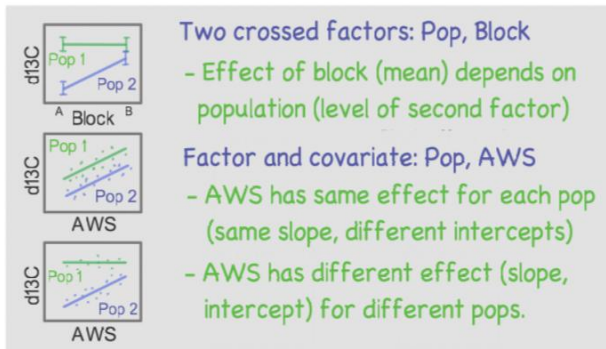 Two crossed factors: Pop, Block
- Effect of block (mean) depends on
population (level of second factor)
Factor and covariate: Pop, AWS
- AWS has same effect for each pop
(same slope, different intercepts)
- AWS has different effect (slope,
intercept) for different pops.
d13C
Pop 1
Pop 2
A Block B
d13C
Pop 1
Pop 2
AWS
d13C
Pop 1
Pop 2
AWS